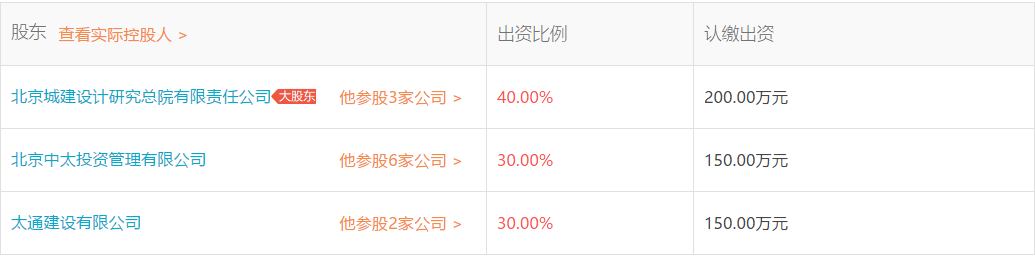 股东 查看实际控股人 > 出资比例 认缴出资
北京城建设计研究总院有限责任公司 大股东 他参股3家公司 > 40.00% 200.00万元
北京中太投资管理有限公司 他参股6家公司 > 30.00% 150.00万元
太通建设有限公司 他参股2家公司 > 30.00% 150.00万元